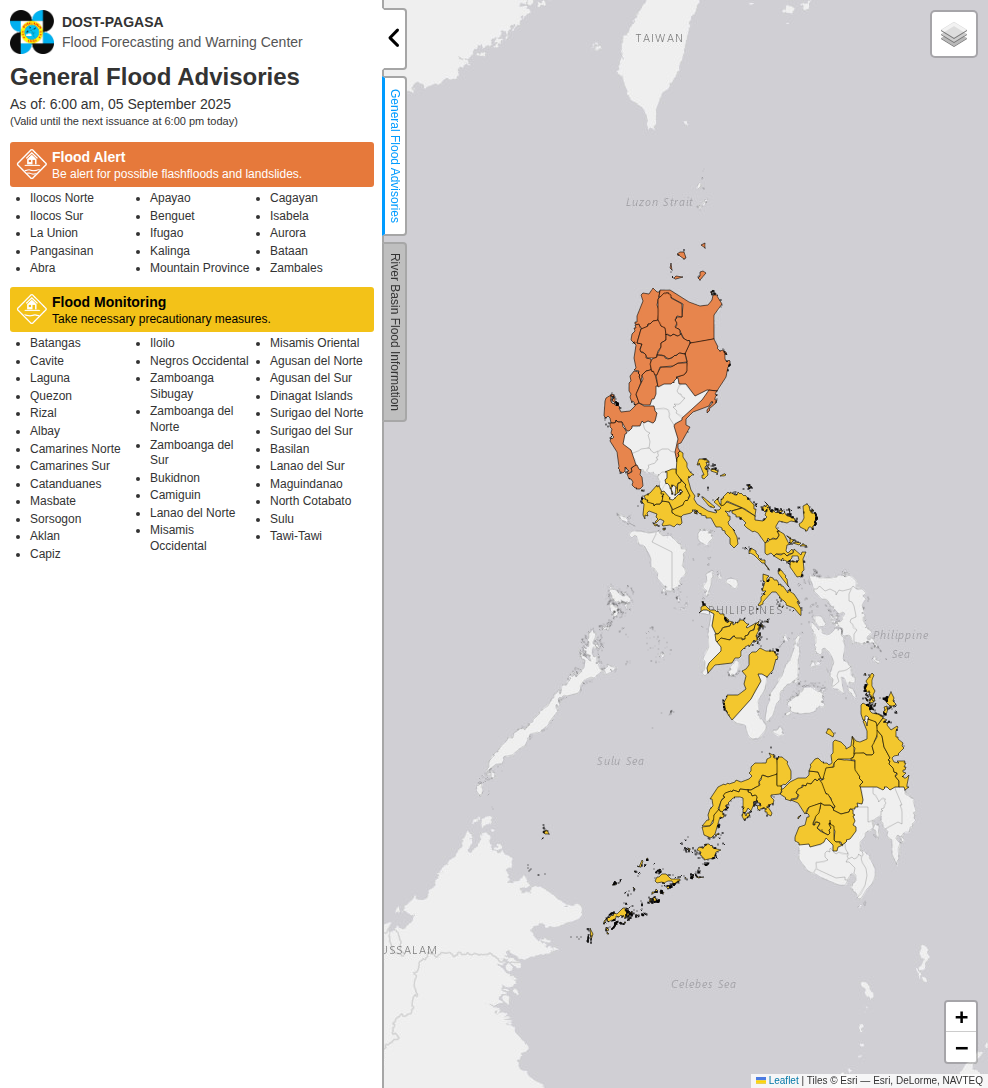 DOST-PAGASA
Flood Forecasting and Warning Center
General Flood Advisories
As of: 6:00 am, 05 September 2025
(Valid until the next issuance at 6:00 pm today)
Flood Alert
Be alert for possible flashfloods and landslides.
Ilocos Norte
Ilocos Sur
La Union
Pangasinan
Abra
Apayao
Benguet
Ifugao
Kalinga
Mountain Province
Cagayan
Isabela
Aurora
Bataan
Zambales
Flood Monitoring
Take necessary precautionary measures.
Batangas
Cavite
Laguna
Quezon
Rizal
Albay
Camarines Norte
Camarines Sur
Catanduanes
Masbate
Sorsogon
Aklan
Capiz
Iloilo
Negros Occidental
Zamboanga
Sibugay
Zamboanga del
Norte
Zamboanga del
Sur
Bukidnon
Camiguin
Lanao del Norte
Misamis
Occidental
Misamis Oriental
Agusan del Norte
Agusan del Sur
Dinagat Islands
Surigao del Norte
Surigao del Sur
Basilan
Lanao del Sur
Maguindanao
North Cotabato
Sulu
Tawi-Tawi
General Flood Advisories
River Basin Flood Information
TAIWAN
Luzon Strait
PHILIPPINES
Philippine
Sea
Sulu Sea
USSALAM
Celebes Sea
+
−
Leaflet | Tiles © Esri — Esri, DeLorme, NAVTEQ